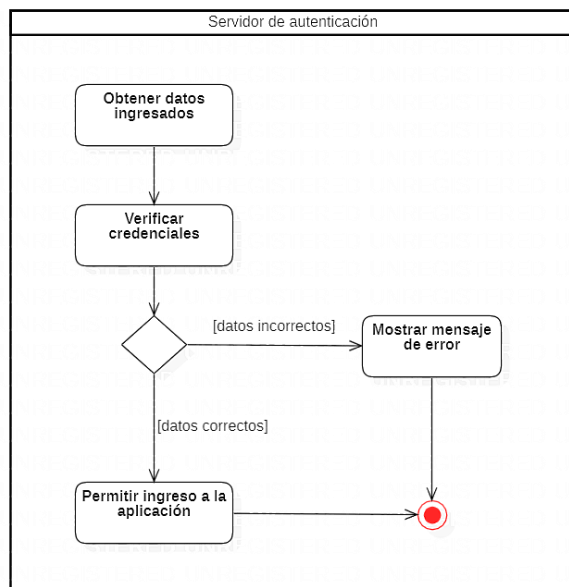 Servidor de autenticación
Obtener datos
ingresados
Verificar
credenciales
[datos incorrectos]
Mostrar mensaje
de error
[datos correctos]
Permitir ingreso a la
aplicación